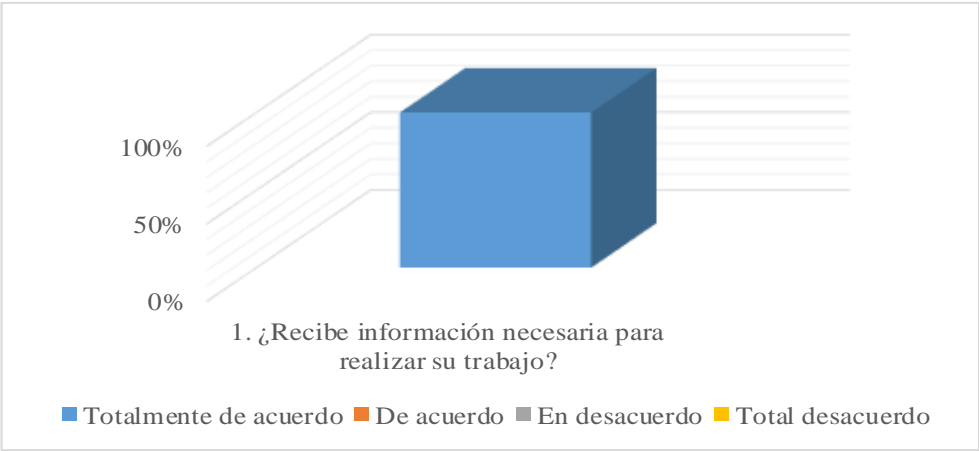 100%
50%
0%
1. ¿Recibe información necesaria para
realizar su trabajo?
Totalmente de acuerdo De acuerdo En desacuerdo Total desacuerdo